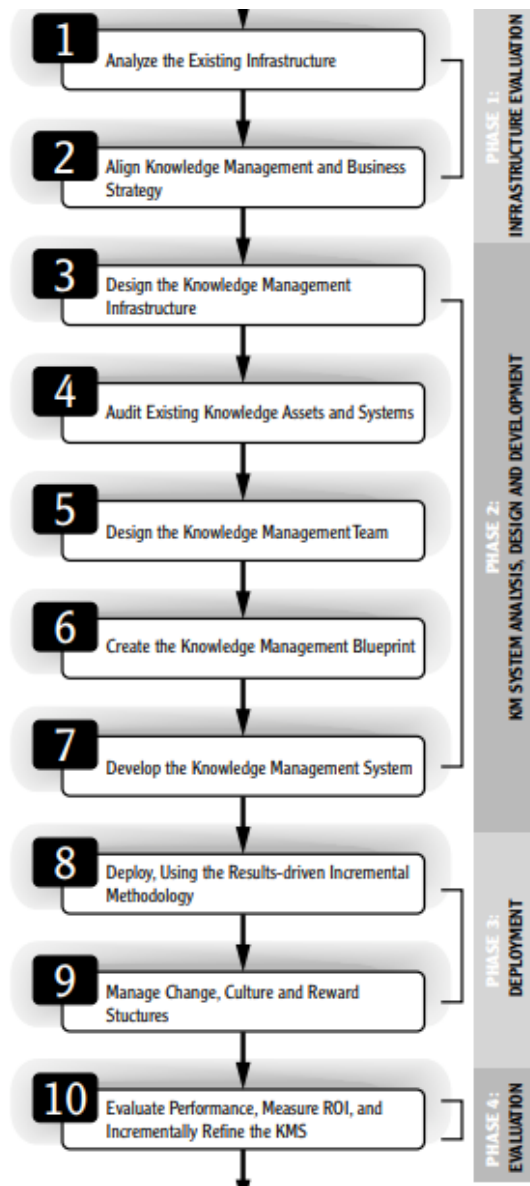 1
Analyze the Existing Infrastructure
2
Align Knowledge Management and Business
Strategy
PHASE 1:
INFRASTRUCTURE EVALUATION
3
Design the Knowledge Management
Infrastructure
4
Audit Existing Knowledge Assets and Systems
5
Design the Knowledge Management Team
6
Create the Knowledge Management Blueprint
7
Develop the Knowledge Management System
PHASE 2:
KM SYSTEM ANALYSIS, DESIGN AND DEVELOPMENT
8
Deploy, Using the Results-driven Incremental
Methodology
9
Manage Change, Culture and Reward
Stuctures
PHASE 3:
DEPLOYMENT
10
Evaluate Performance, Measure ROI, and
Incrementally Refine the KMS
PHASE 4:
EVALUATION